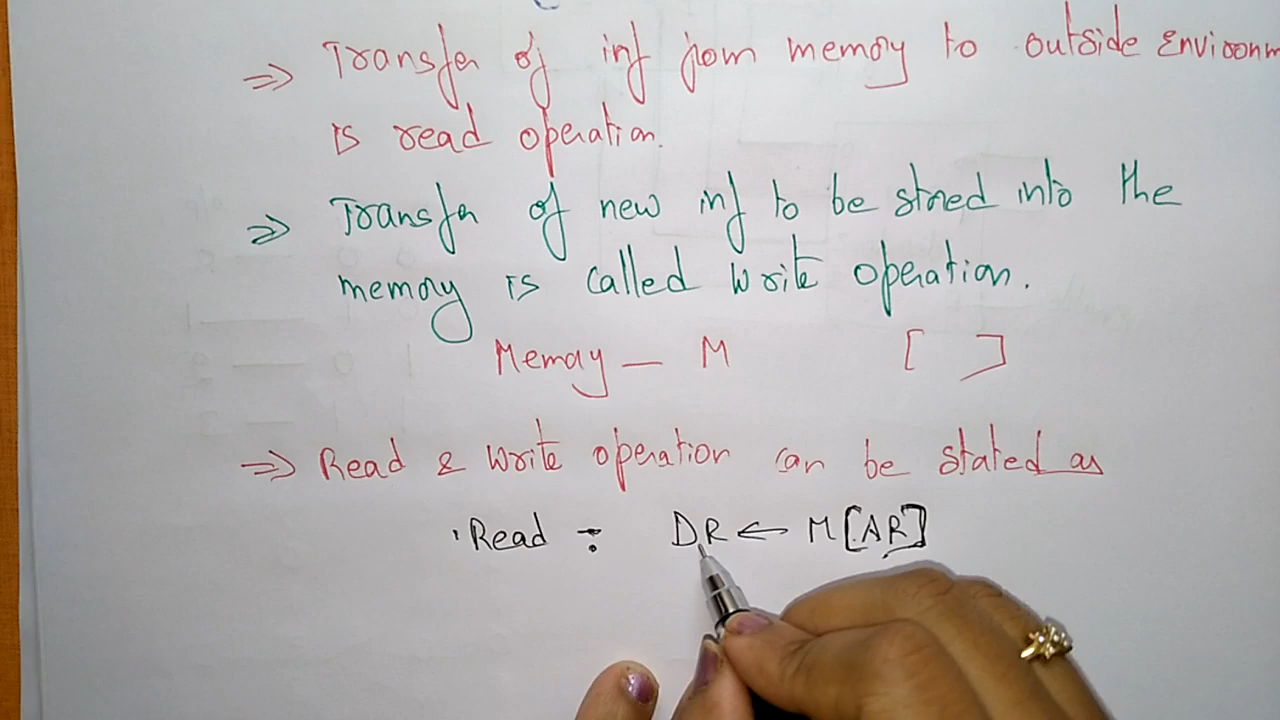 ⇒ Transfer of inf from memory to outside Environm
is read operation.
⇒ Transfer of new inf to be stored into the
memory is called write operation.
Memory – M [ ]
⇒ Read & Write operation can be stated as
Read : DR ← M[AR]